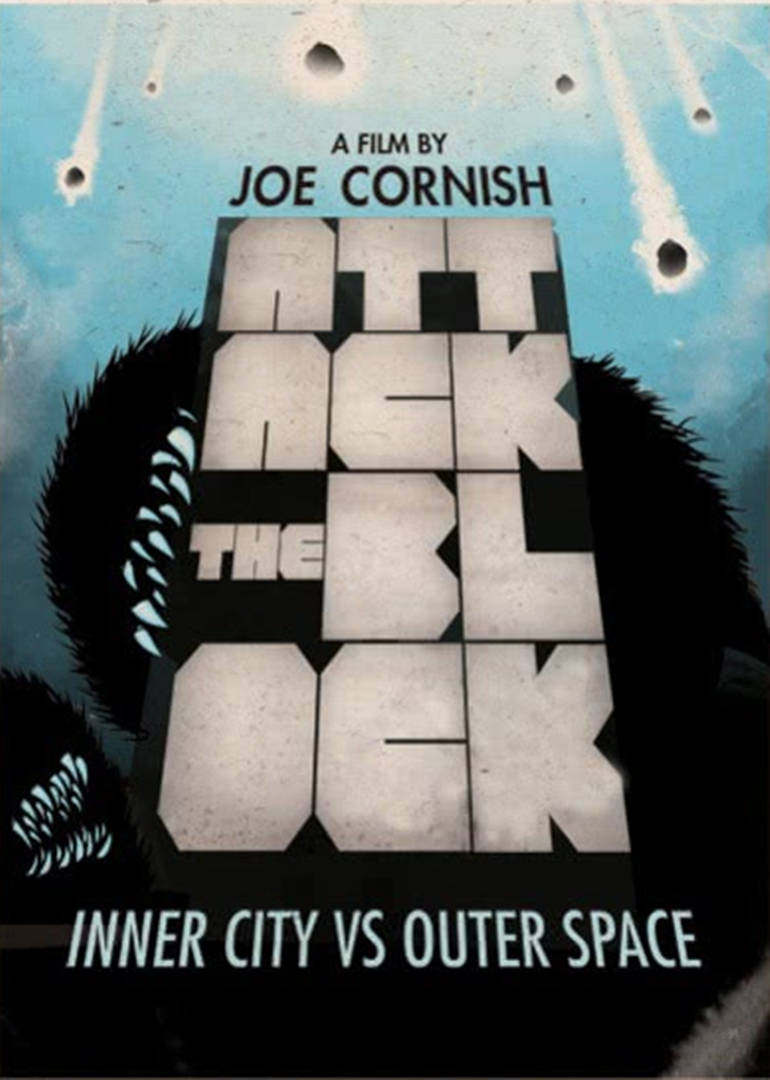 A FILM BY
JOE CORNISH
ATT
ACK
THE BL
OCK
INNER CITY VS OUTER SPACE